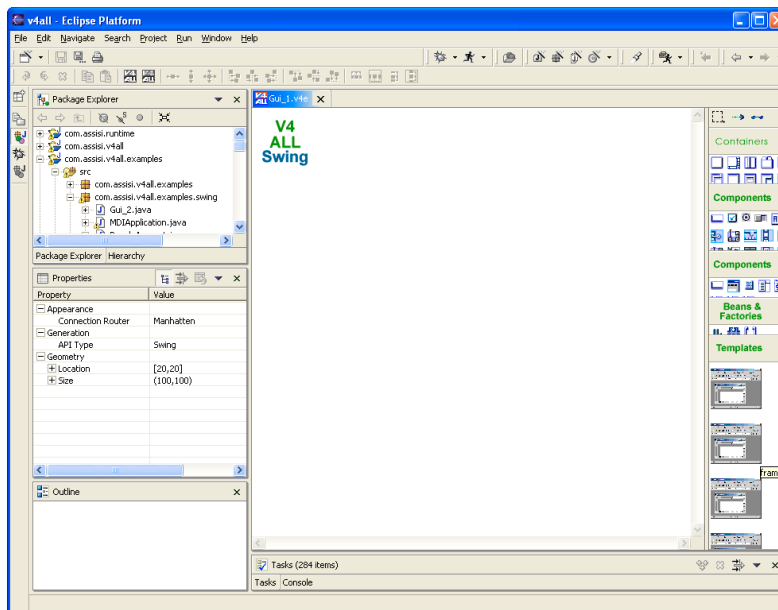 v4all - Eclipse Platform
File Edit Navigate Search Project Run Window Help
Package Explorer
com.assisi.runtime
com.assisi.v4all
com.assisi.v4all.examples
src
com.assisi.v4all.examples
com.assisi.v4all.examples.swing
Gui_2.java
MDIApplication.java
Package Explorer Hierarchy
Properties
Property Value
Appearance
Connection Router Manhatten
Generation
API Type Swing
Geometry
Location [20,20]
Size (100,100)
Outline
Gui_1.v4e
V4
ALL
Swing
Containers
Components
Components
Beans &
Factories
Templates
fram
Tasks (284 items)
Tasks Console